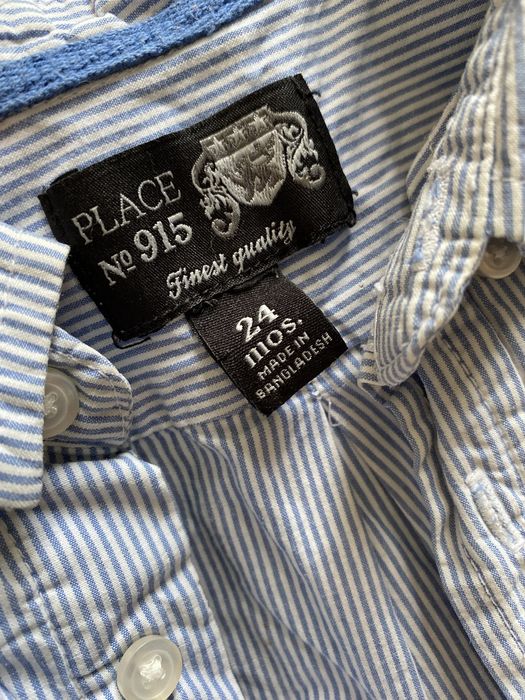 PLACE
Nº 915
Finest quality
24
mos.
MADE IN
BANGLADESH